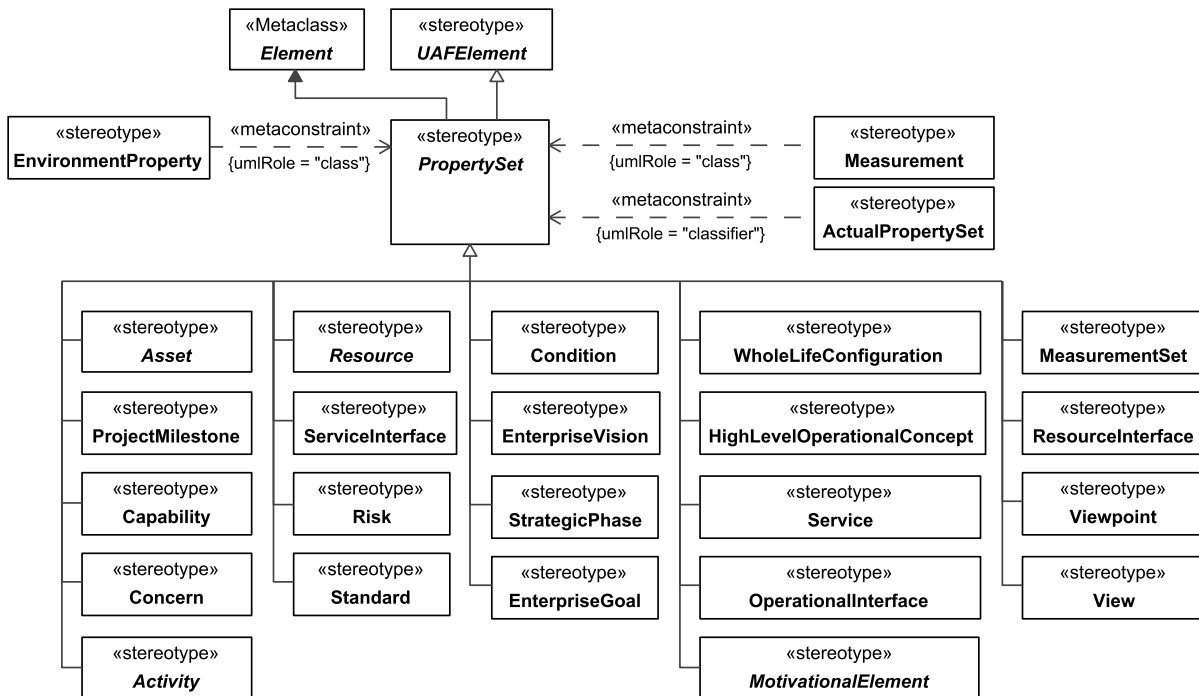 «Metaclass»
Element
«stereotype»
UAFElement
«stereotype»
EnvironmentProperty
«metaconstraint»
{umlRole = "class"}
«stereotype»
PropertySet
«metaconstraint»
{umlRole = "class"}
«stereotype»
Measurement
«metaconstraint»
{umlRole = "classifier"}
«stereotype»
ActualPropertySet
«stereotype»
Asset
«stereotype»
Resource
«stereotype»
Condition
«stereotype»
WholeLifeConfiguration
«stereotype»
MeasurementSet
«stereotype»
ProjectMilestone
«stereotype»
ServiceInterface
«stereotype»
EnterpriseVision
«stereotype»
HighLevelOperationalConcept
«stereotype»
ResourceInterface
«stereotype»
Capability
«stereotype»
Risk
«stereotype»
StrategicPhase
«stereotype»
Service
«stereotype»
Viewpoint
«stereotype»
Concern
«stereotype»
Standard
«stereotype»
EnterpriseGoal
«stereotype»
OperationalInterface
«stereotype»
View
«stereotype»
Activity
«stereotype»
MotivationalElement